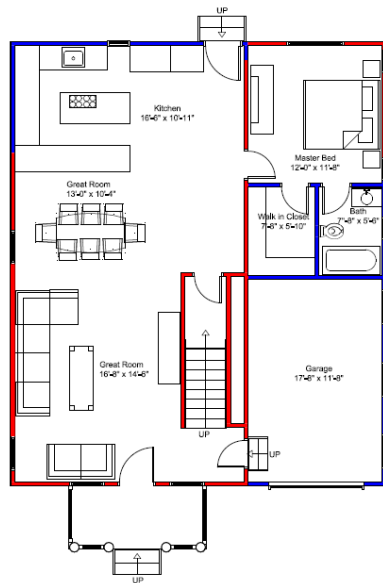 UP
Kitchen
16'-6" x 10'-11"
Master Bed
12'-0" x 11'-8"
Great Room
13'-0" x 10'-4"
Walk in Closet
7'-6" x 5'-10"
Bath
7'-8" x 5'-6"
Great Room
16'-8" x 14'-6"
Garage
17'-8" x 11'-8"
UP
UP
UP